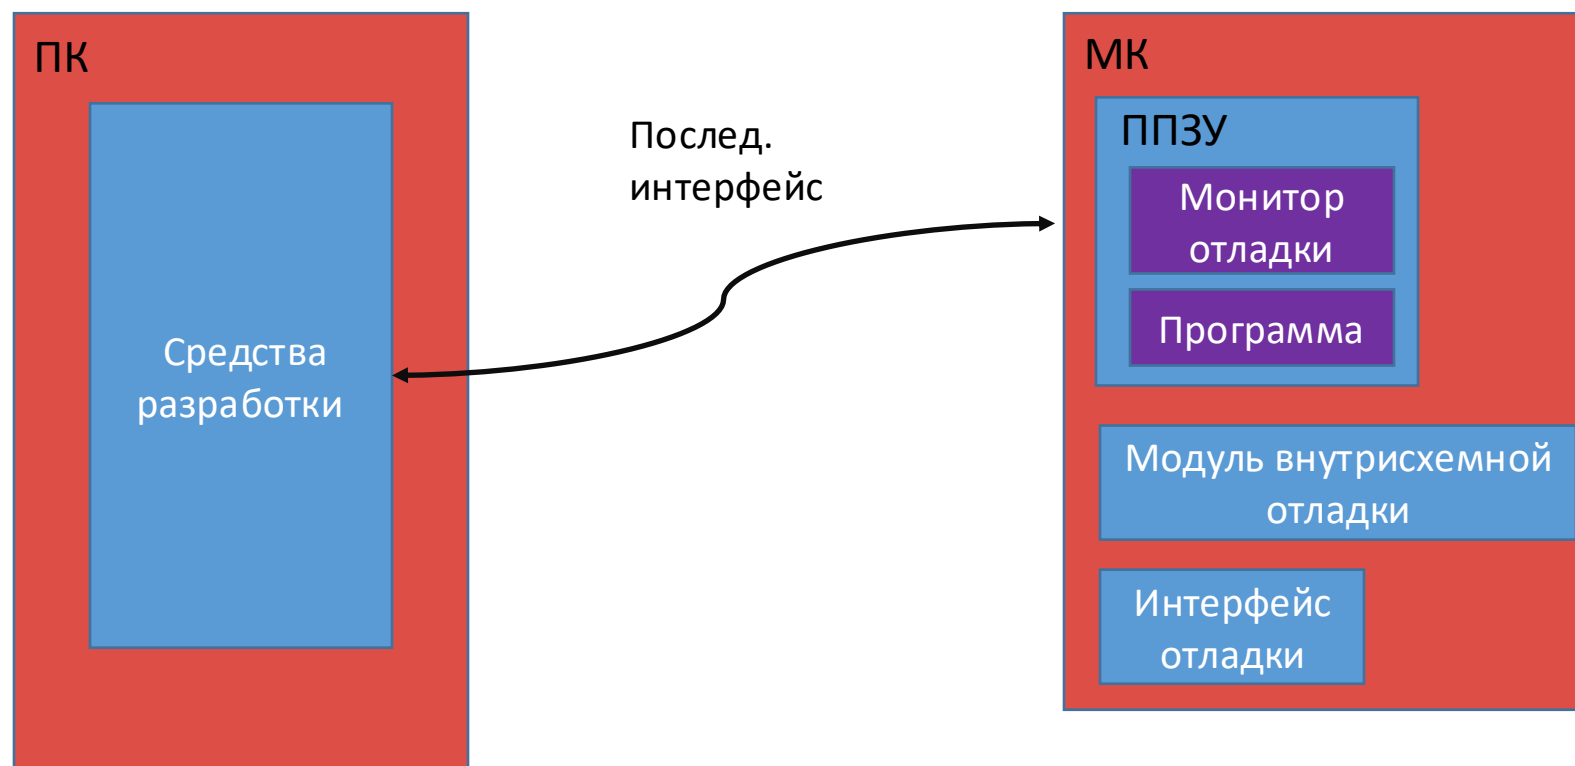 ПК
Средства
разработки
Послед.
интерфейс
МК
ППЗУ
Монитор
отладки
Программа
Модуль внутрисхемной
отладки
Интерфейс
отладки